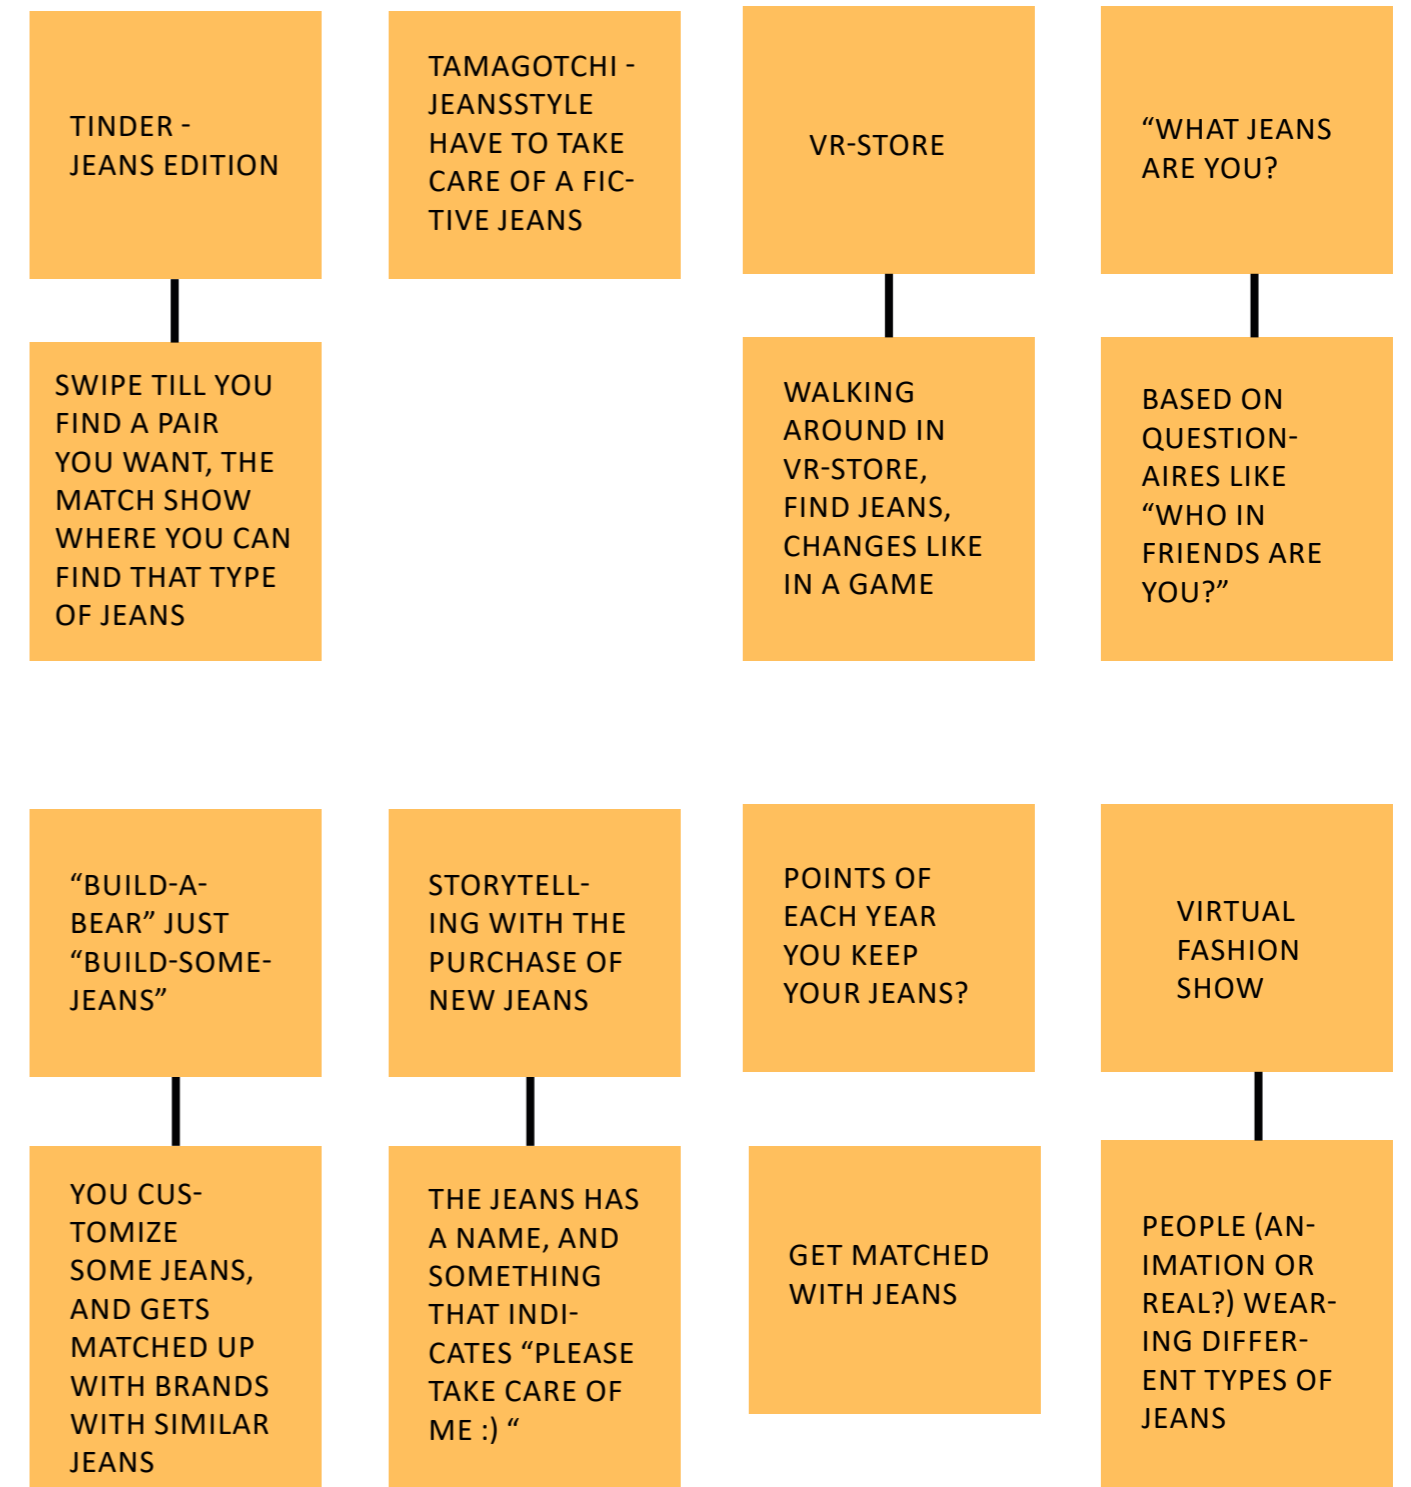 TINDER -
JEANS EDITION
SWIPE TILL YOU
FIND A PAIR
YOU WANT, THE
MATCH SHOW
WHERE YOU CAN
FIND THAT TYPE
OF JEANS
TAMAGOTCHI -
JEANSSTYLE
HAVE TO TAKE
CARE OF A FIC-
TIVE JEANS
VR-STORE
WALKING
AROUND IN
VR-STORE,
FIND JEANS,
CHANGES LIKE
IN A GAME
“WHAT JEANS
ARE YOU?
BASED ON
QUESTION-
AIRES LIKE
“WHO IN
FRIENDS ARE
YOU?”
“BUILD-A-
BEAR” JUST
“BUILD-SOME-
JEANS”
YOU CUS-
TOMIZE
SOME JEANS,
AND GETS
MATCHED UP
WITH BRANDS
WITH SIMILAR
JEANS
STORYTELL-
ING WITH THE
PURCHASE OF
NEW JEANS
THE JEANS HAS
A NAME, AND
SOMETHING
THAT INDI-
CATES “PLEASE
TAKE CARE OF
ME :) “
POINTS OF
EACH YEAR
YOU KEEP
YOUR JEANS?
GET MATCHED
WITH JEANS
VIRTUAL
FASHION
SHOW
PEOPLE (AN-
IMATION OR
REAL?) WEAR-
ING DIFFER-
ENT TYPES OF
JEANS